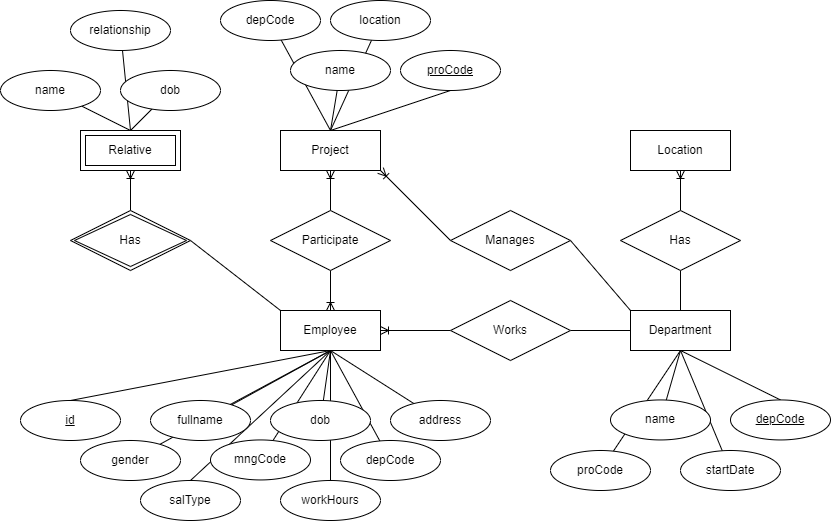 depCode
location
relationship
name
proCode
name
dob
Relative
Project
Location
Has
Participate
Manages
Has
Employee
Works
Department
id
fullname
dob
address
name
depCode
gender
mngCode
depCode
proCode
startDate
salType
workHours